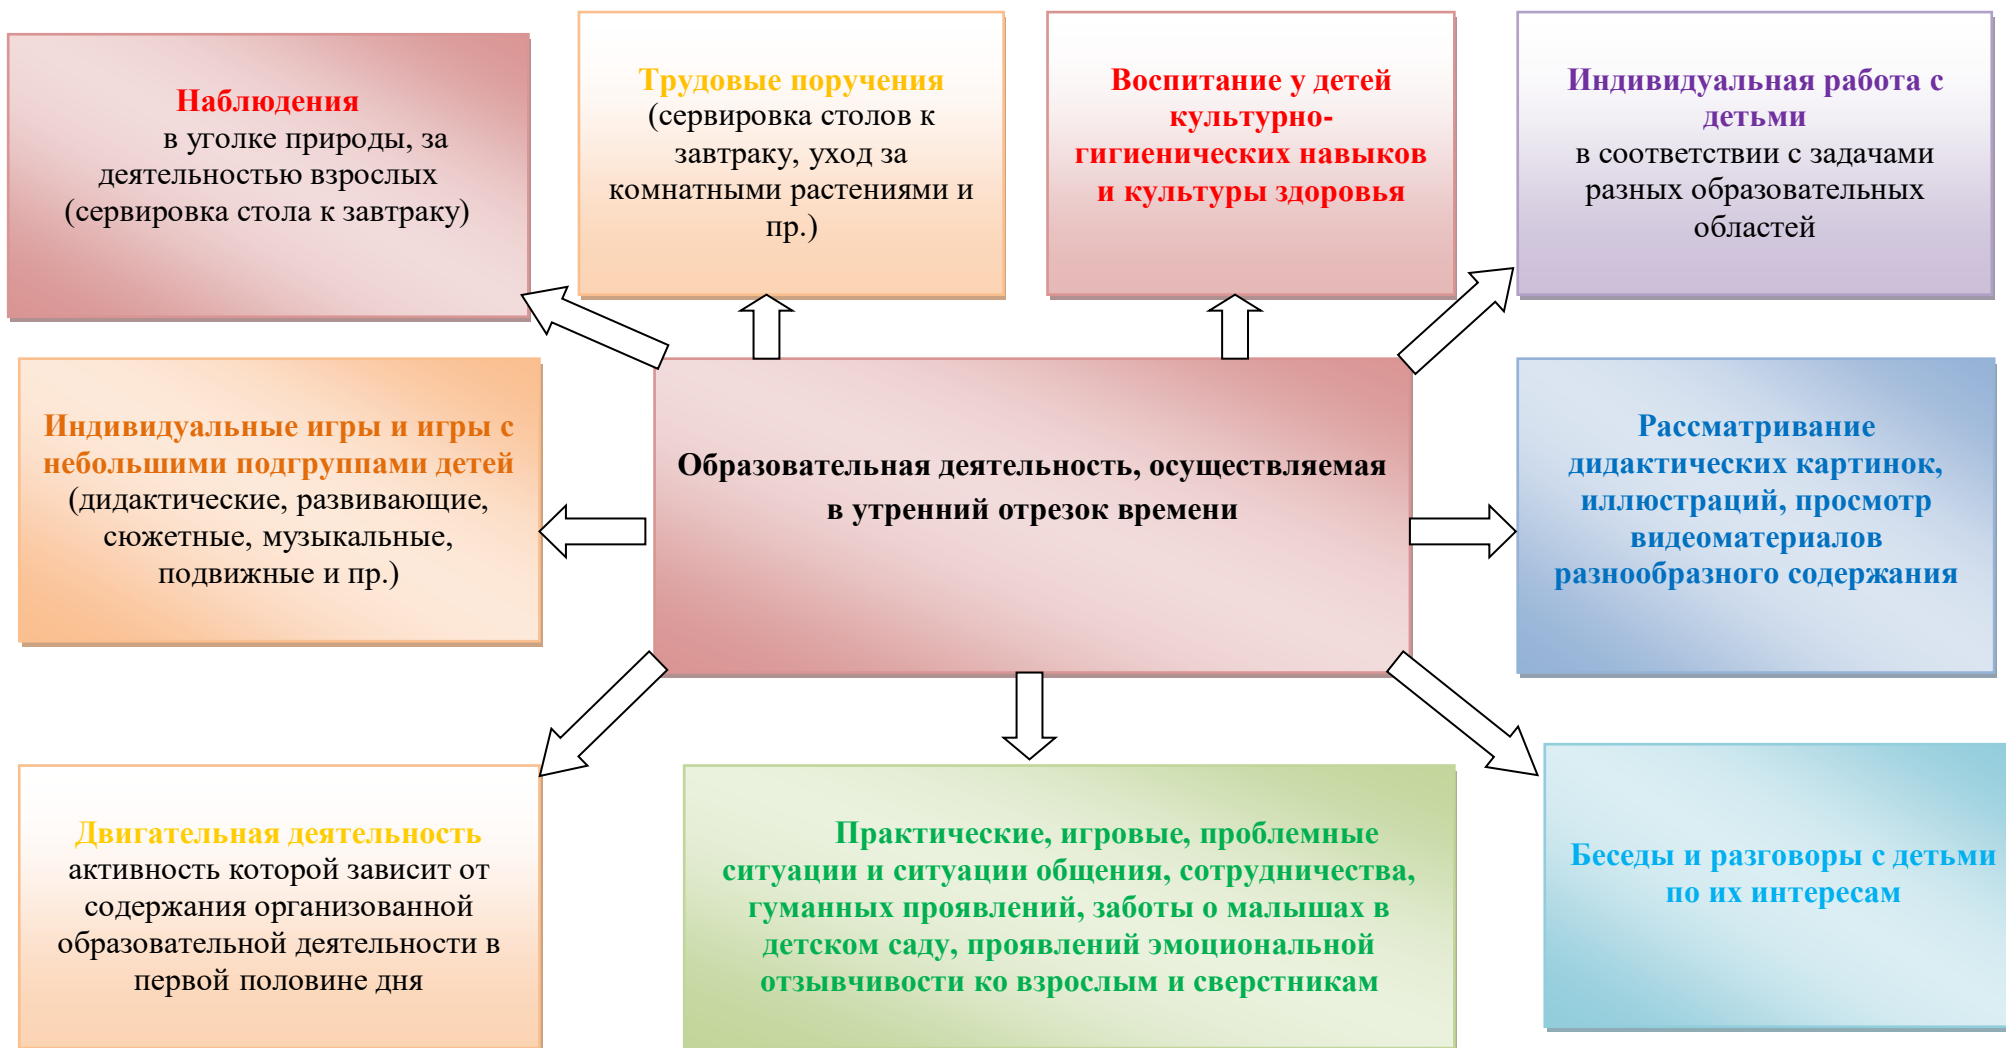 Наблюдения
в уголке природы, за
деятельностью взрослых
(сервировка стола к завтраку)
Трудовые поручения
(сервировка столов к
завтраку, уход за
комнатными растениями и
пр.)
Воспитание у детей
культурно-
гигиенических навыков
и культуры здоровья
Индивидуальная работа с
детьми
в соответствии с задачами
разных образовательных
областей
Индивидуальные игры и игры с
небольшими подгруппами детей
(дидактические, развивающие,
сюжетные, музыкальные,
подвижные и пр.)
Образовательная деятельность, осуществляемая
в утренний отрезок времени
Рассматривание
дидактических картинок,
иллюстраций, просмотр
видеоматериалов
разнообразного содержания
Двигательная деятельность
активность которой зависит от
содержания организованной
образовательной деятельности в
первой половине дня
Практические, игровые, проблемные
ситуации и ситуации общения, сотрудничества,
гуманных проявлений, заботы о малышах в
детском саду, проявлений эмоциональной
отзывчивости ко взрослым и сверстникам
Беседы и разговоры с детьми
по их интересам